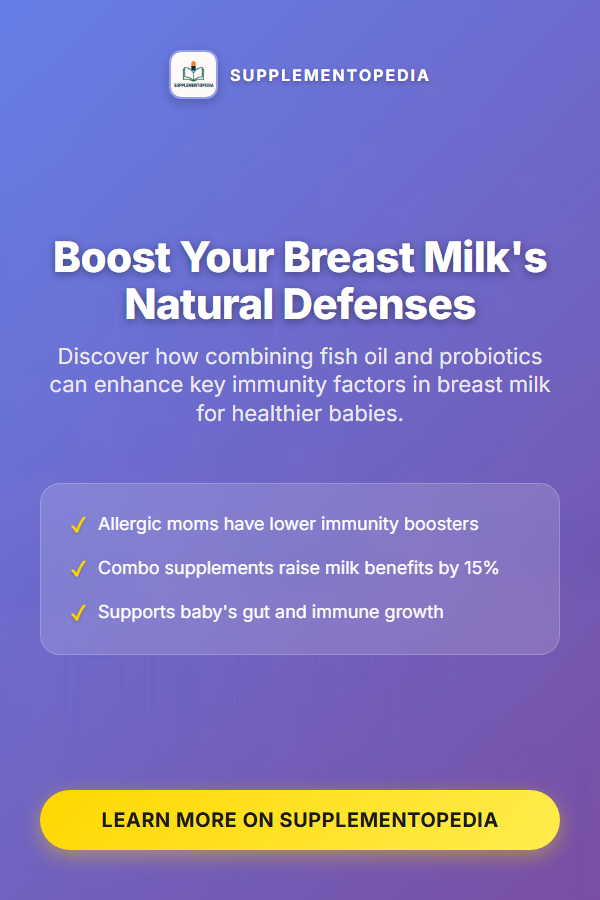 SUPPLEMENTOPEDIA
SUPPLEMENTOPEDIA
Boost Your Breast Milk's
Natural Defenses
Discover how combining fish oil and probiotics
can enhance key immunity factors in breast milk
for healthier babies.
✓ Allergic moms have lower immunity boosters
✓ Combo supplements raise milk benefits by 15%
✓ Supports baby's gut and immune growth
LEARN MORE ON SUPPLEMENTOPEDIA